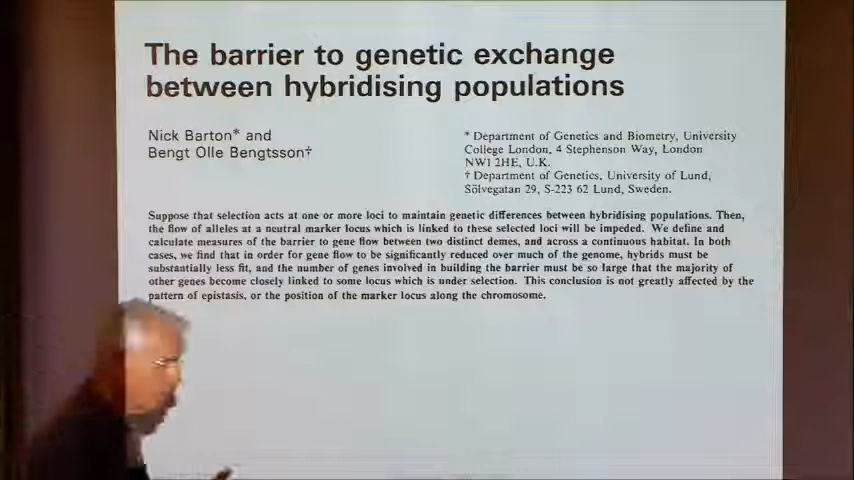 The barrier to genetic exchange
between hybridising populations
Nick Barton* and
Bengt Olle Bengtsson†
* Department of Genetics and Biometry, University
College London, 4 Stephenson Way, London
NW1 2HE, U.K.
† Department of Genetics, University of Lund,
Sölvegatan 29, S-223 62 Lund, Sweden.
Suppose that selection acts at one or more loci to maintain genetic differences between hybridising populations. Then,
the flow of alleles at a neutral marker locus which is linked to these selected loci will be impeded. We define and
calculate measures of the barrier to gene flow between two distinct demes, and across a continuous habitat. In both
cases, we find that in order for gene flow to be significantly reduced over much of the genome, hybrids must be
substantially less fit, and the number of genes involved in building the barrier must be so large that the majority of
other genes become closely linked to some locus which is under selection. This conclusion is not greatly affected by the
pattern of epistasis, or the position of the marker locus along the chromosome.